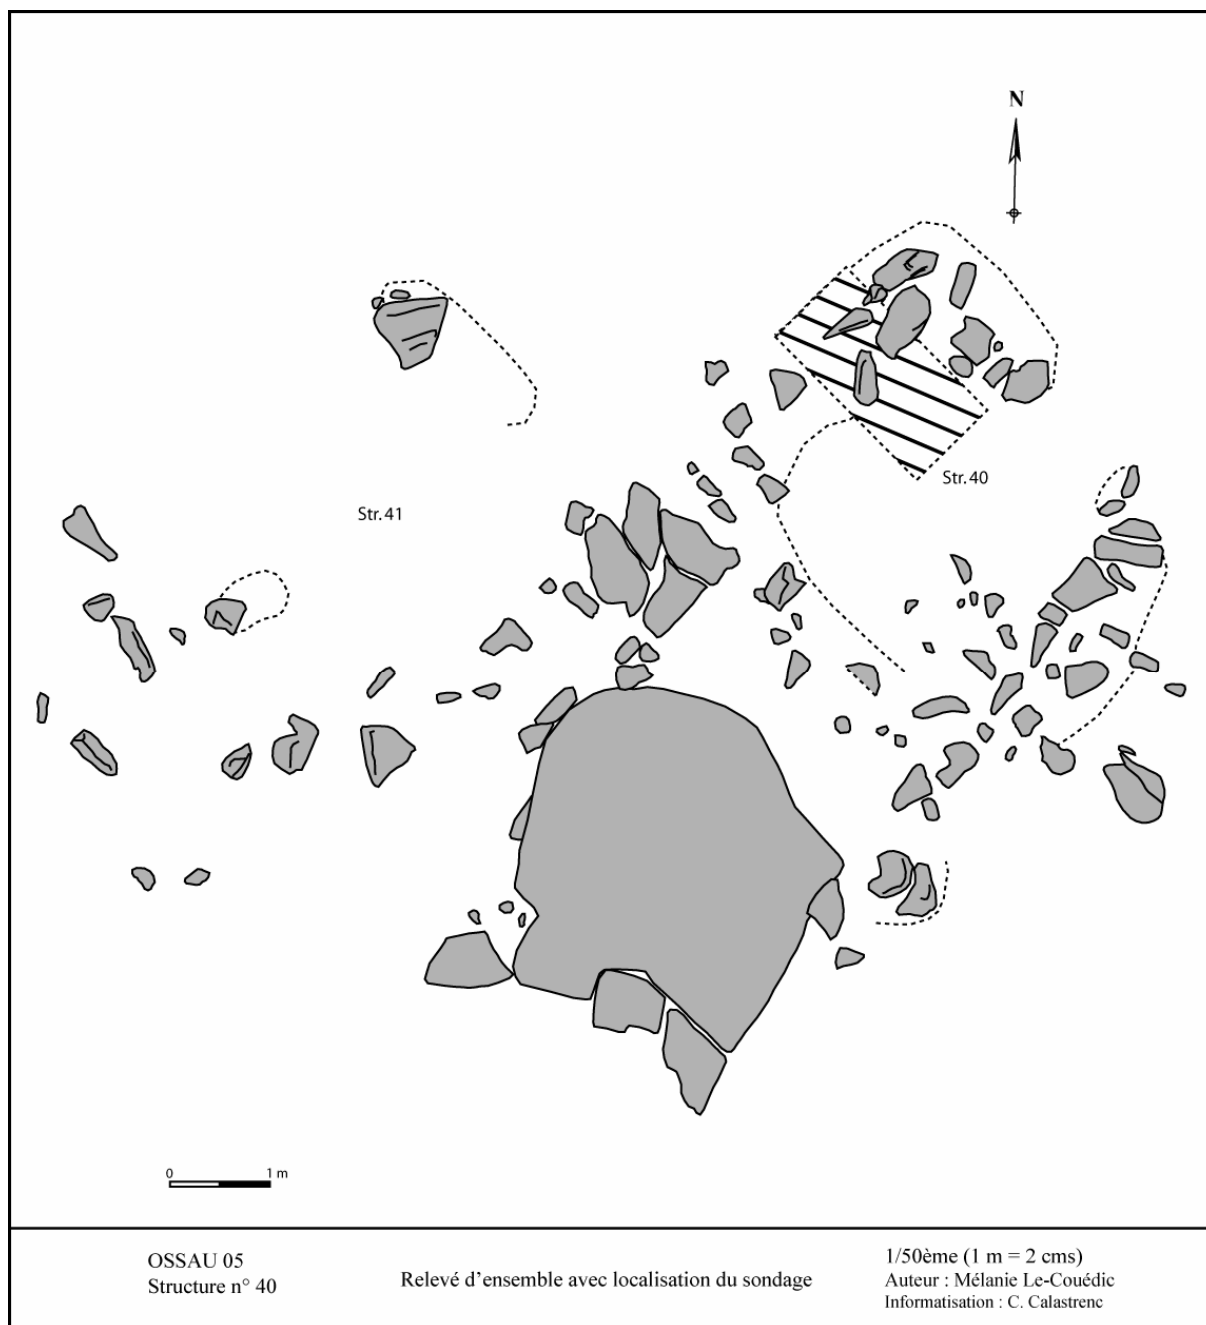 N
Str. 40
Str. 41
0 1 m
OSSAU 05
Structure n° 40
Relevé d'ensemble avec localisation du sondage
1/50ème (1 m = 2 cms)
Auteur : Mélanie Le-Couédic
Informatisation : C. Calastrenc